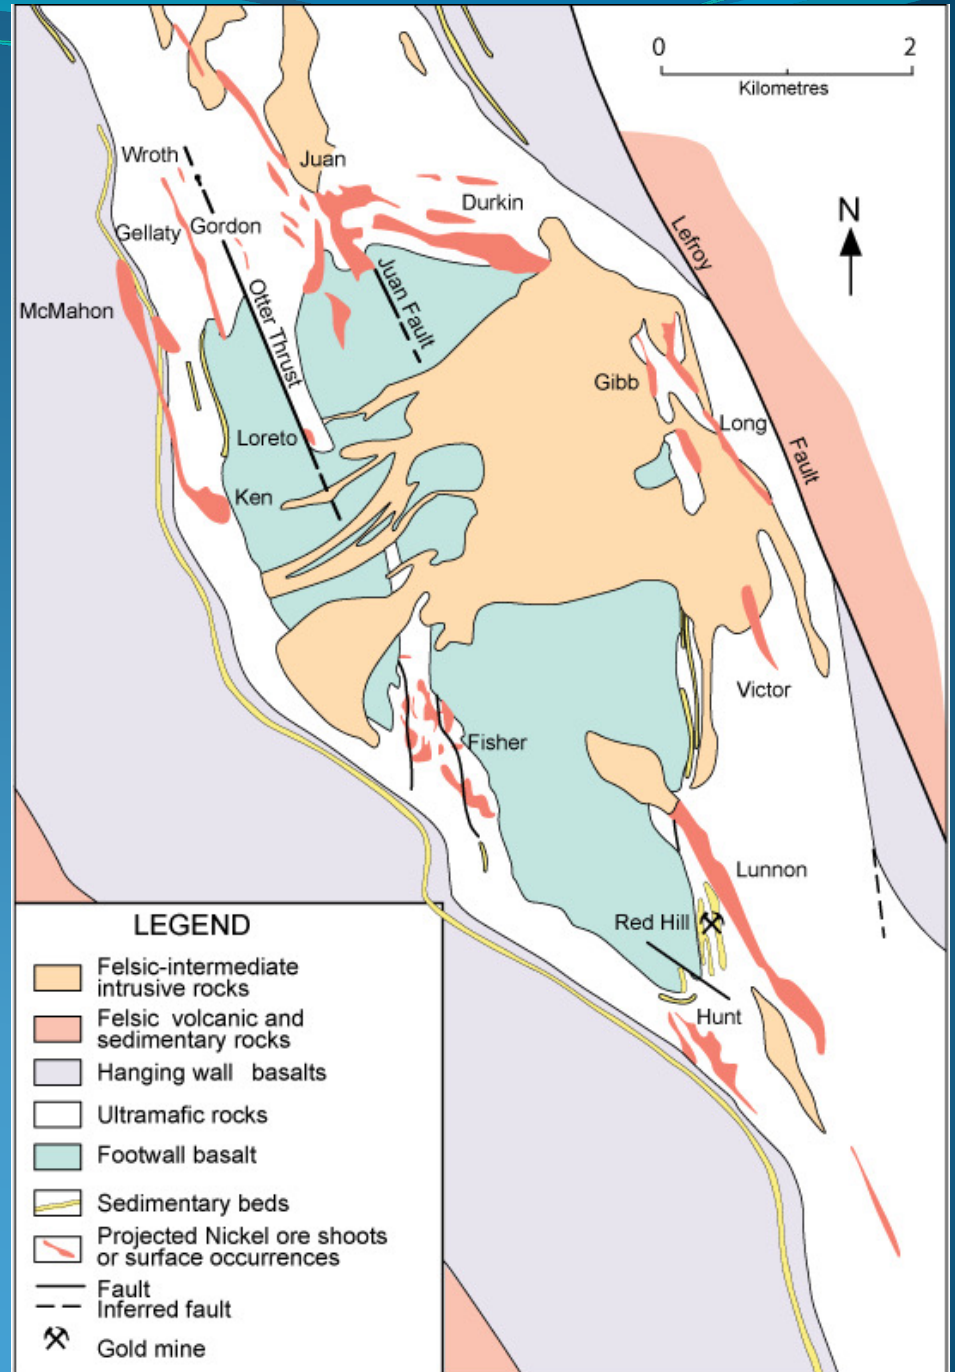 0 2
Kilometres
N
Wroth
Juan
Durkin
Gellaty
Gordon
Lefroy
Fault
McMahon
Otter Thrust
Juan Fault
Gibb
Long
Loreto
Ken
Victor
Fisher
Lunnon
Red Hill
Hunt
LEGEND
Felsic-intermediate
intrusive rocks
Felsic volcanic and
sedimentary rocks
Hanging wall basalts
Ultramafic rocks
Footwall basalt
Sedimentary beds
Projected Nickel ore shoots
or surface occurrences
Fault
Inferred fault
Gold mine